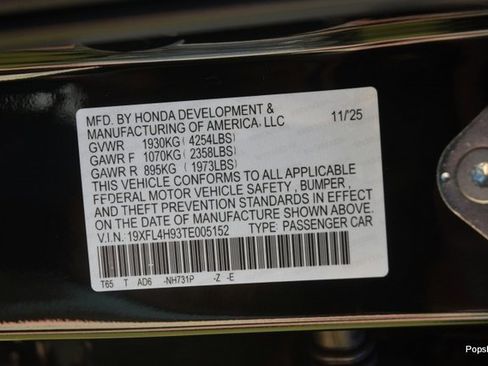 MFD. BY HONDA DEVELOPMENT & 11/'25
MANUFACTURING OF AMERICA, LLC
GVWR 1930KG( 4254LBS)
GAWR F 1070KG( 2358LBS)
GAWR R 895KG ( 1973LBS)
THIS VEHICLE CONFORMS TO ALL APPLICABLE
FEDERAL MOTOR VEHICLE SAFETY , BUMPER ,
AND THEFT PREVENTION STANDARDS IN EFFECT
ON THE DATE OF MANUFACTURE SHOWN ABOVE.
V.I.N: 19XFL4H93TE005152 TYPE: PASSENGER CAR
T65 T AD6 -NH731P -Z -E